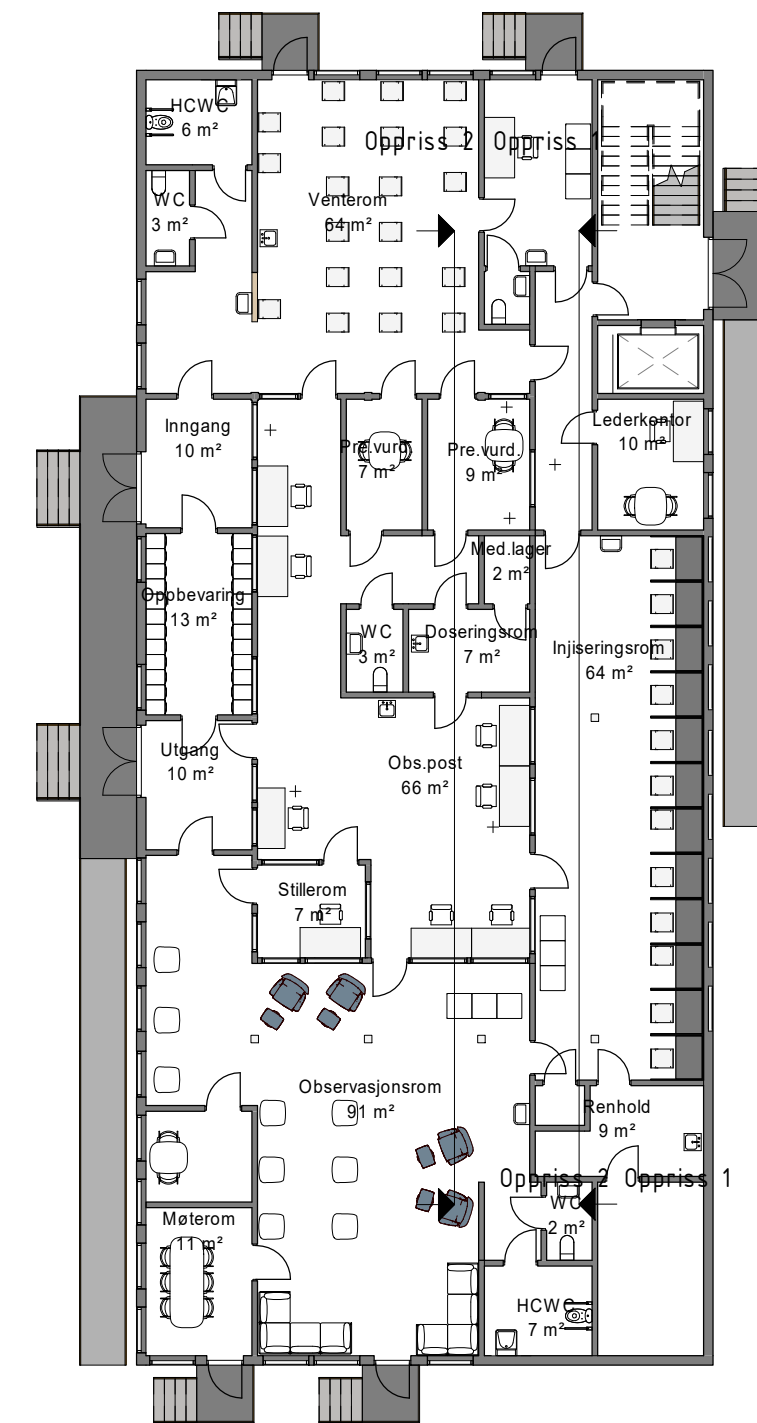 HCWC
6 m²
Oppriss 2
Oppriss 1
WC
3 m²
Venterom
64 m²
Inngang
10 m²
Pre.vurd.
7 m²
Pre.vurd.
9 m²
Lederkontor
10 m²
Med.lager
2 m²
Oppbevaring
13 m²
WC
3 m²
Doseringsrom
7 m²
Injiseringsrom
64 m²
Utgang
10 m²
Obs.post
66 m²
Stillerom
7 m²
Observasjonsrom
91 m²
Renhold
9 m²
Oppriss 2
Oppriss 1
WC
2 m²
Møterom
11 m²
HCWC
7 m²